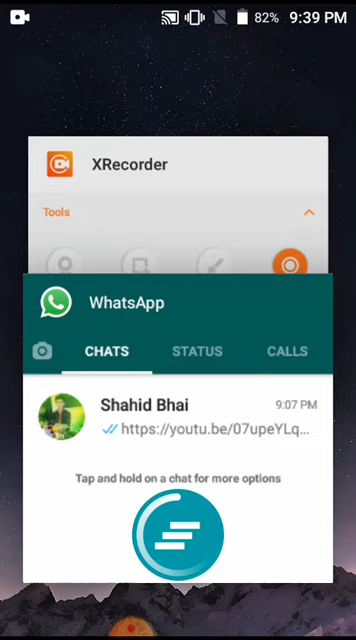 82% 9:39 PM
XRecorder
Tools
WhatsApp
CHATS STATUS CALLS
Shahid Bhai 9:07 PM
https://youtu.be/07upeYLq...
Tap and hold on a chat for more options